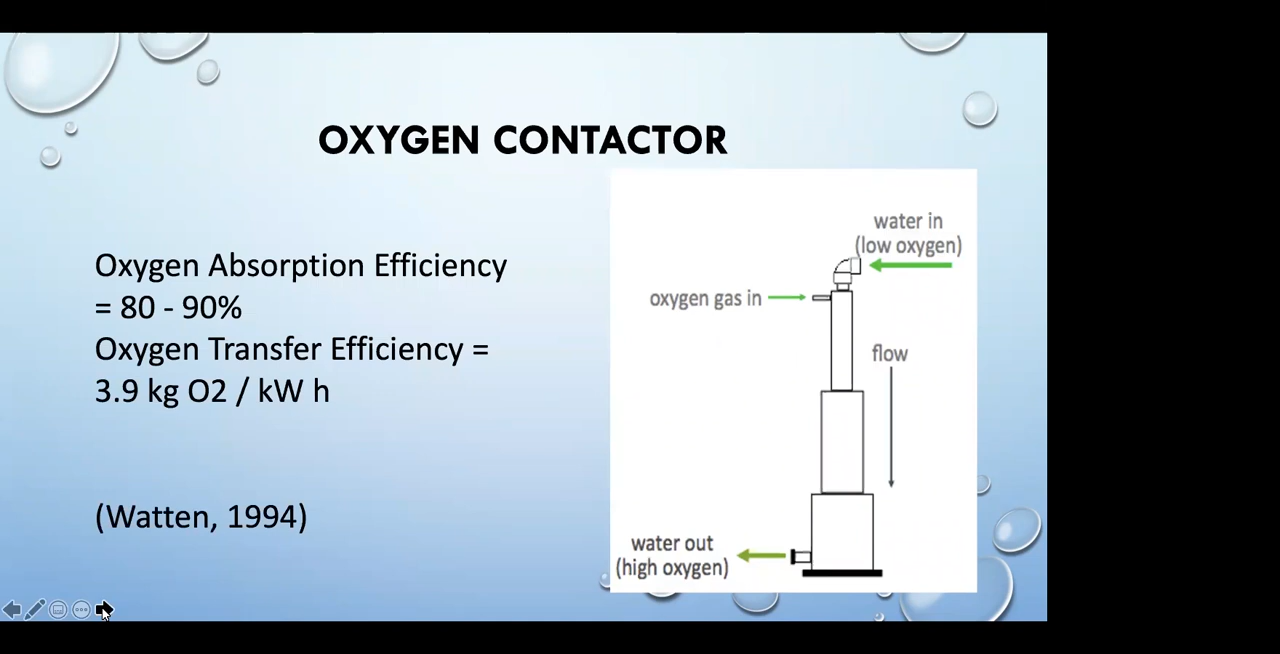 OXYGEN CONTACTOR
Oxygen Absorption Efficiency
= 80 - 90%
Oxygen Transfer Efficiency =
3.9 kg O2 / kW h
(Watten, 1994)
water in
(low oxygen)
oxygen gas in
flow
water out
(high oxygen)